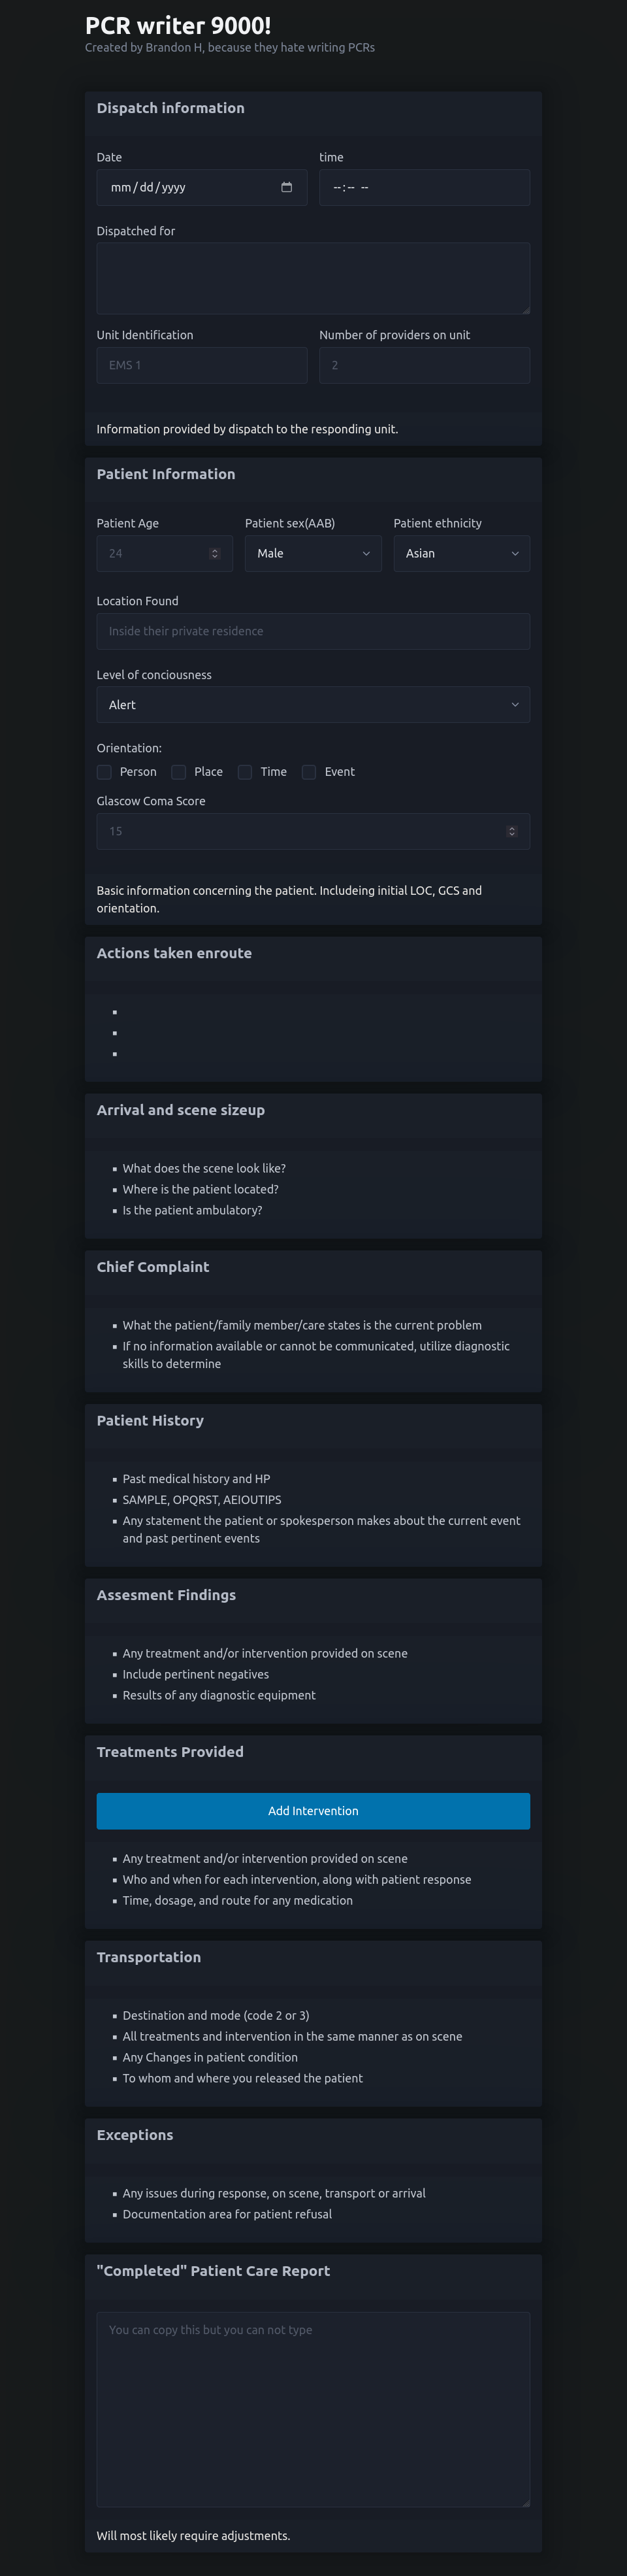 PCR writer 9000!
Created by Brandon H, because they hate writing PCRs
Dispatch information
Date
time
mm/dd/yyyy
--:-- --
Dispatched for
Unit Identification
Number of providers on unit
EMS 1
2
Information provided by dispatch to the responding unit.
Patient Information
Patient Age
Patient sex(AAB)
Patient ethnicity
24
Male
Asian
Location Found
Inside their private residence
Level of conciousness
Alert
Orientation:
Person
Place
Time
Event
Glascow Coma Score
15
Basic information concerning the patient. Includeing initial LOC, GCS and
orientation.
Actions taken enroute
Arrival and scene sizeup
What does the scene look like?
Where is the patient located?
Is the patient ambulatory?
Chief Complaint
What the patient/family member/care states is the current problem
If no information available or cannot be communicated, utilize diagnostic
skills to determine
Patient History
Past medical history and HP
SAMPLE, OPQRST, AEIOUTIPS
Any statement the patient or spokesperson makes about the current event
and past pertinent events
Assesment Findings
Any treatment and/or intervention provided on scene
Include pertinent negatives
Results of any diagnostic equipment
Treatments Provided
Add Intervention
Any treatment and/or intervention provided on scene
Who and when for each intervention, along with patient response
Time, dosage, and route for any medication
Transportation
Destination and mode (code 2 or 3)
All treatments and intervention in the same manner as on scene
Any Changes in patient condition
To whom and where you released the patient
Exceptions
Any issues during response, on scene, transport or arrival
Documentation area for patient refusal
"Completed" Patient Care Report
You can copy this but you can not type
Will most likely require adjustments.